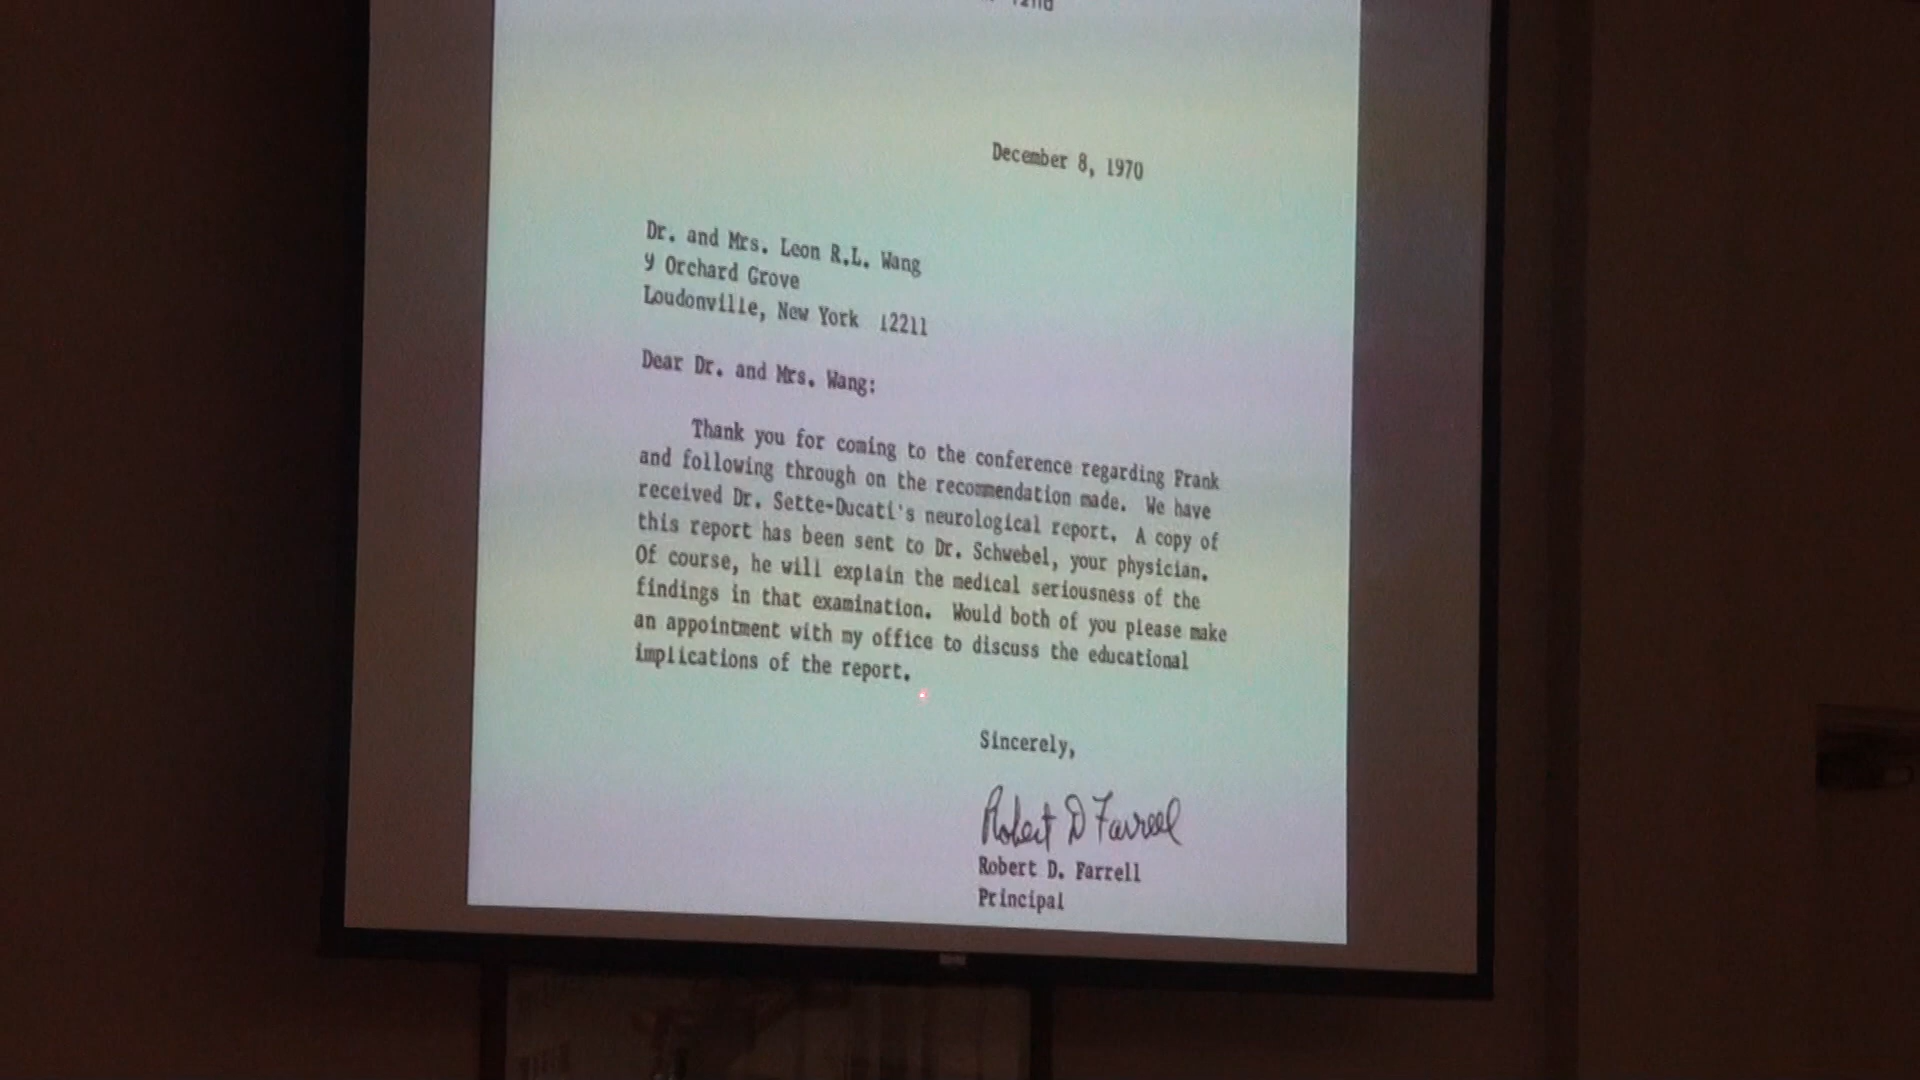 December 8, 1970
Dr. and Mrs. Leon R.L. Wang
9 Orchard Grove
Loudonville, New York 12211
Dear Dr. and Mrs. Wang:
Thank you for coming to the conference regarding Frank
and following through on the recommendation made. We have
received Dr. Sette-Ducati's neurological report. A copy of
this report has been sent to Dr. Schwebel, your physician.
Of course, he will explain the medical seriousness of the
findings in that examination. Would both of you please make
an appointment with my office to discuss the educational
implications of the report.
Sincerely,
Robert D Farrell
Robert D. Farrell
Principal